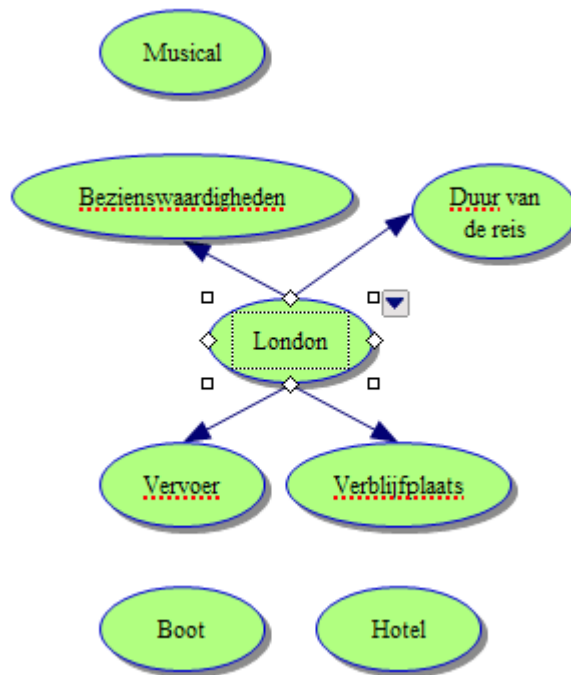 Musical
Bezienswaardigheden
Duur van
de reis
London
Vervoer
Verblijfplaats
Boot
Hotel